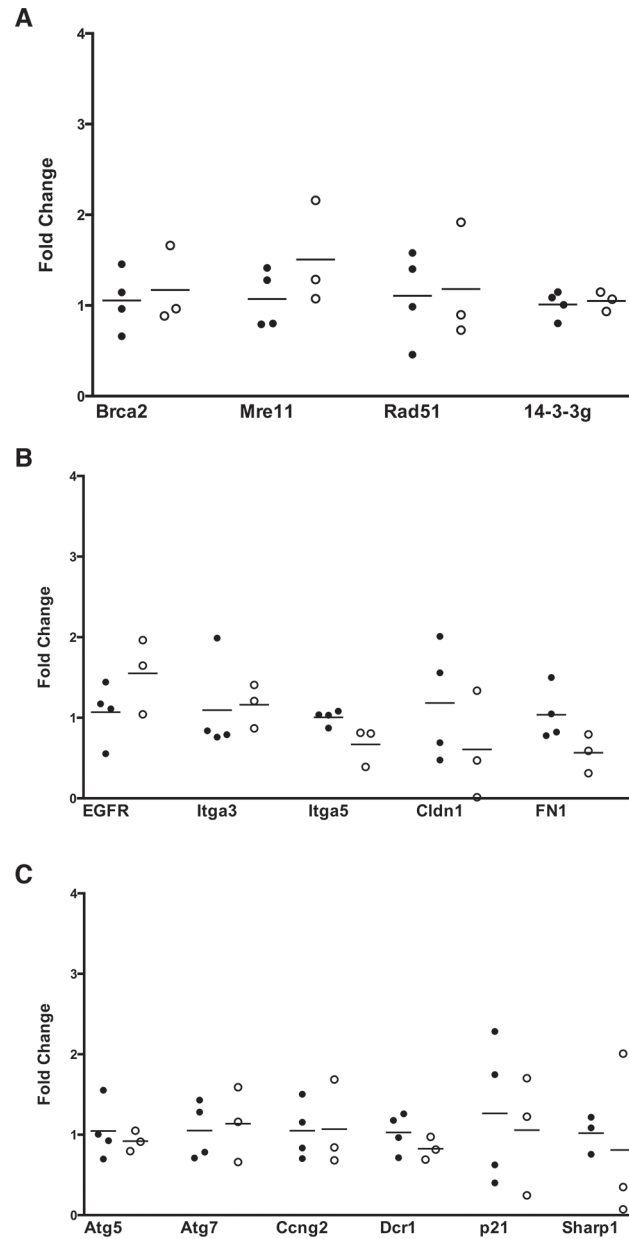 A
4
3
2
1
0
Fold Change
Brca2 Mre11 Rad51 14-3-3g
B
4
3
2
1
0
Fold Change
EGFR Itga3 Itga5 Cldn1 FN1
C
4
3
2
1
0
Fold Change
Atg5 Atg7 Ccng2 Dcr1 p21 Sharp1